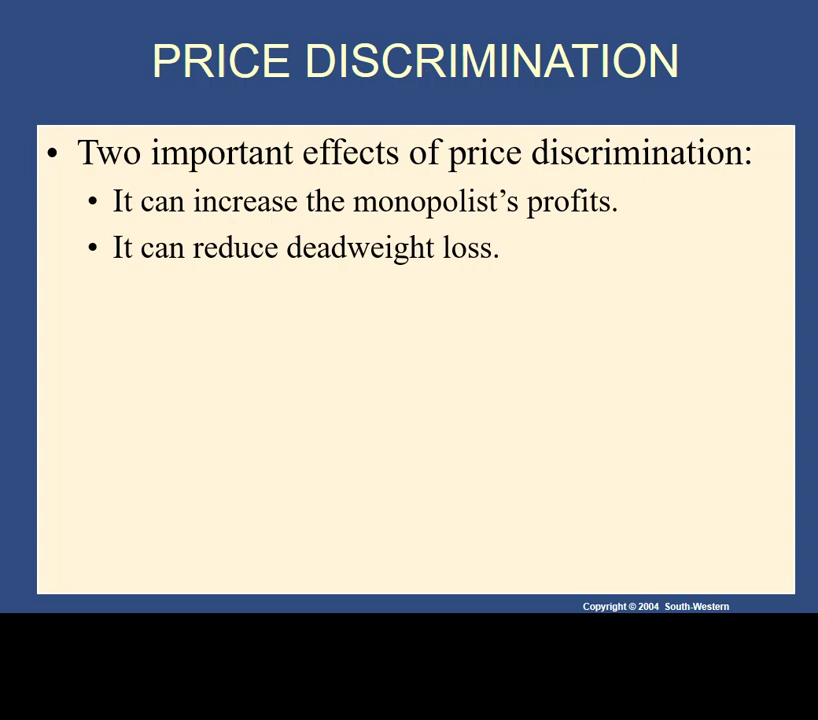 PRICE DISCRIMINATION
• Two important effects of price discrimination:
• It can increase the monopolist’s profits.
• It can reduce deadweight loss.
Copyright © 2004 South-Western